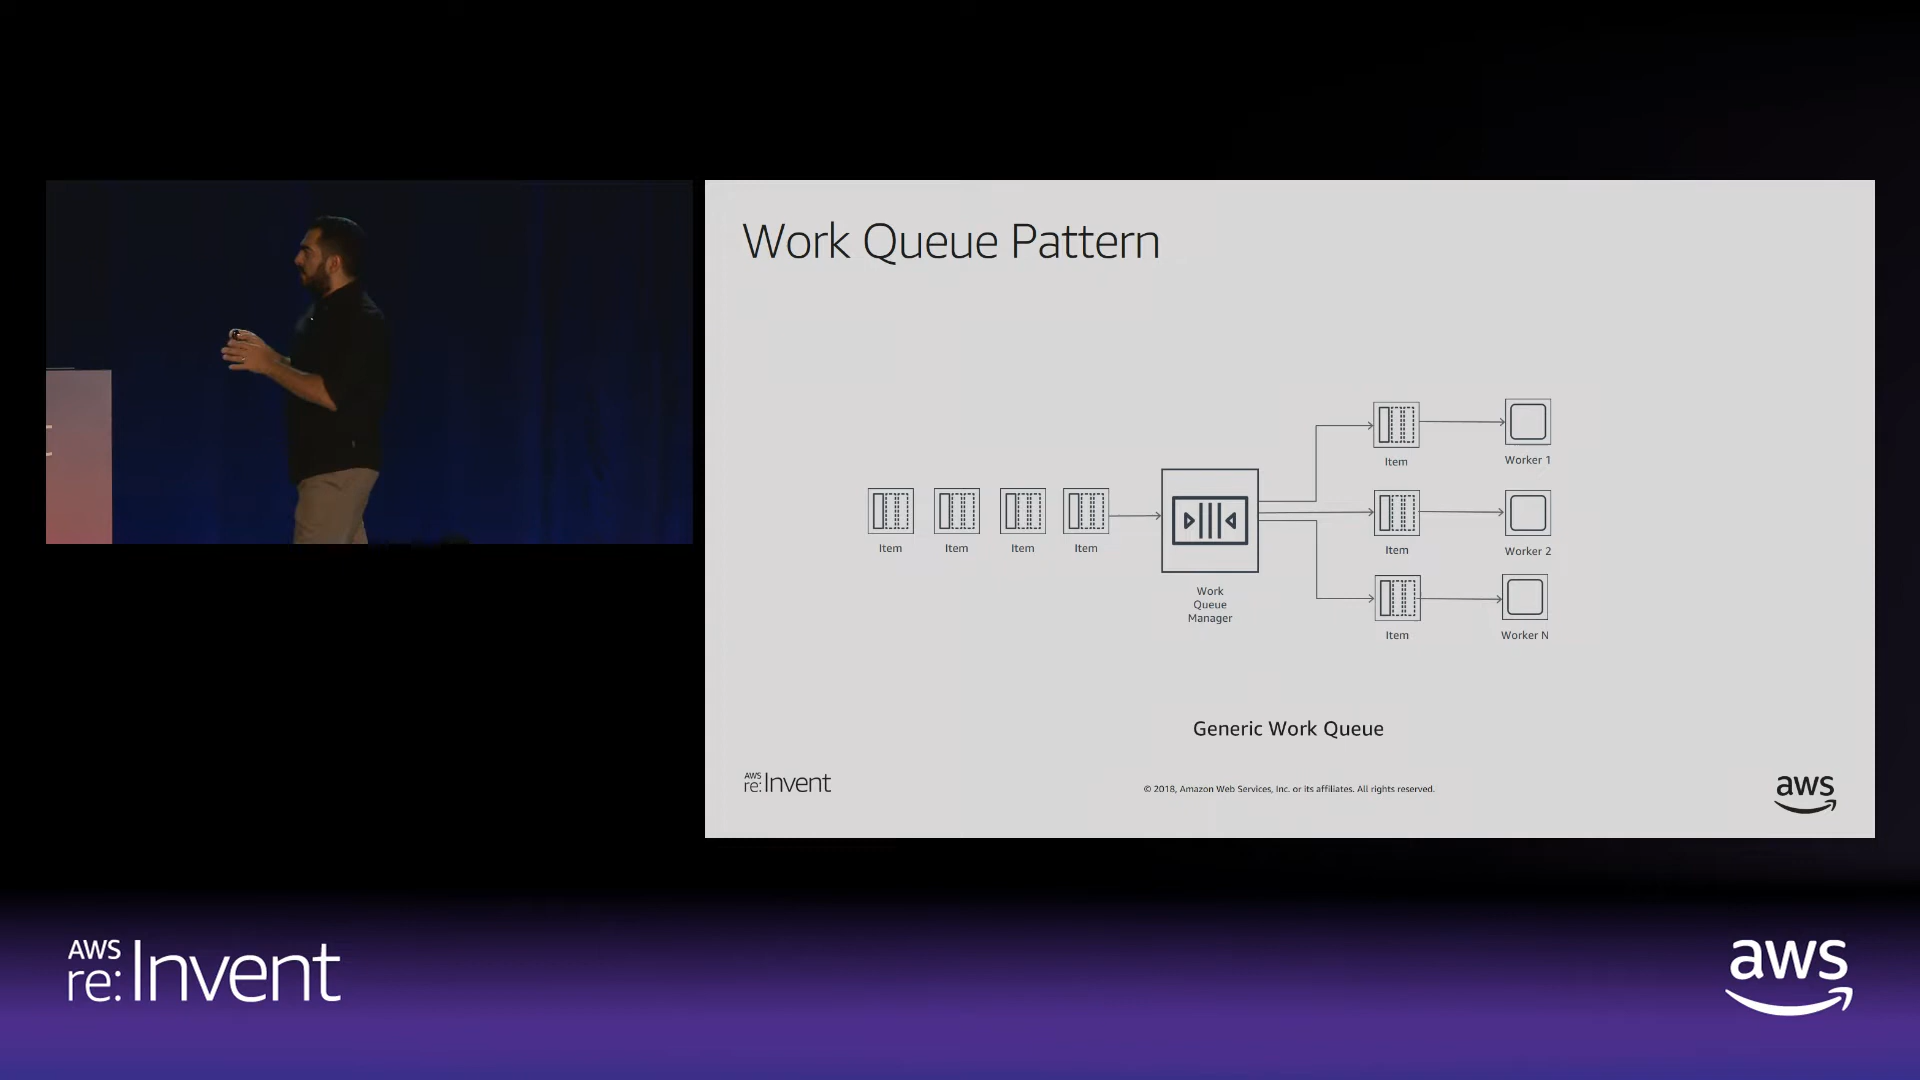 Work Queue Pattern
Item
Worker 1
Item Item Item Item
Item
Worker 2
Work
Queue
Manager
Item
Worker N
Generic Work Queue
AWS
re:Invent
© 2018, Amazon Web Services, Inc. or its affiliates. All rights reserved.
aws
E
AWS
re:Invent
aws